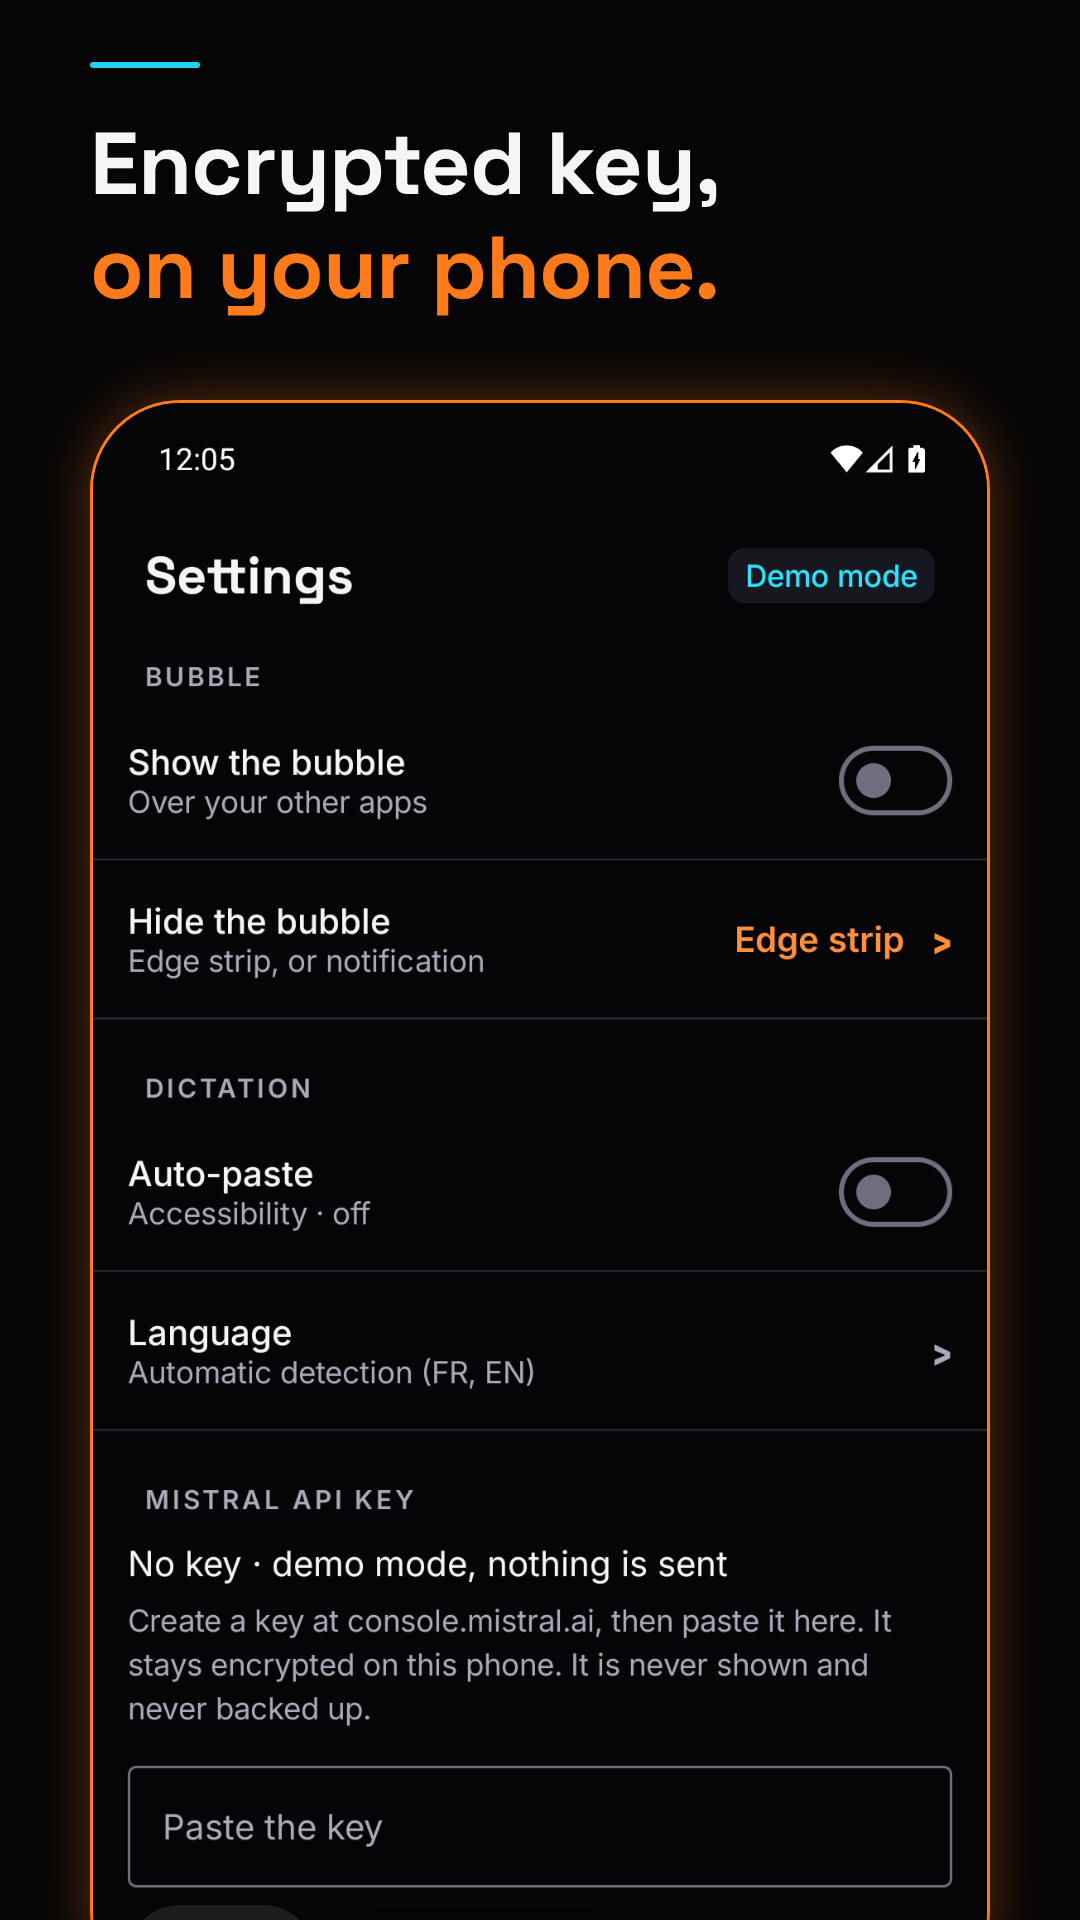 Encrypted key,
on your phone.
12:05
Settings
Demo mode
BUBBLE
Show the bubble
Over your other apps
Hide the bubble
Edge strip, or notification
Edge strip >
DICTATION
Auto-paste
Accessibility · off
Language
Automatic detection (FR, EN)
>
MISTRAL API KEY
No key · demo mode, nothing is sent
Create a key at console.mistral.ai, then paste it here. It
stays encrypted on this phone. It is never shown and
never backed up.
Paste the key